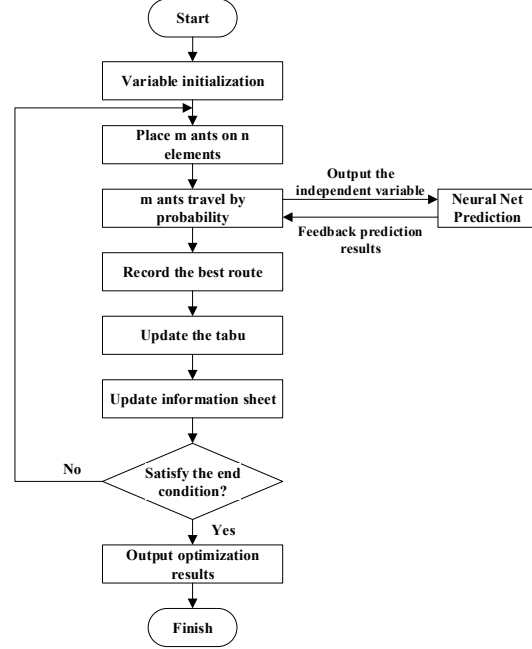 Start
Variable initialization
Place m ants on n
elements
m ants travel by
probability
Output the
independent variable
Neural Net
Prediction
Feedback prediction
results
Record the best route
Update the tabu
Update information sheet
Satisfy the end
condition?
No
Yes
Output optimization
results
Finish